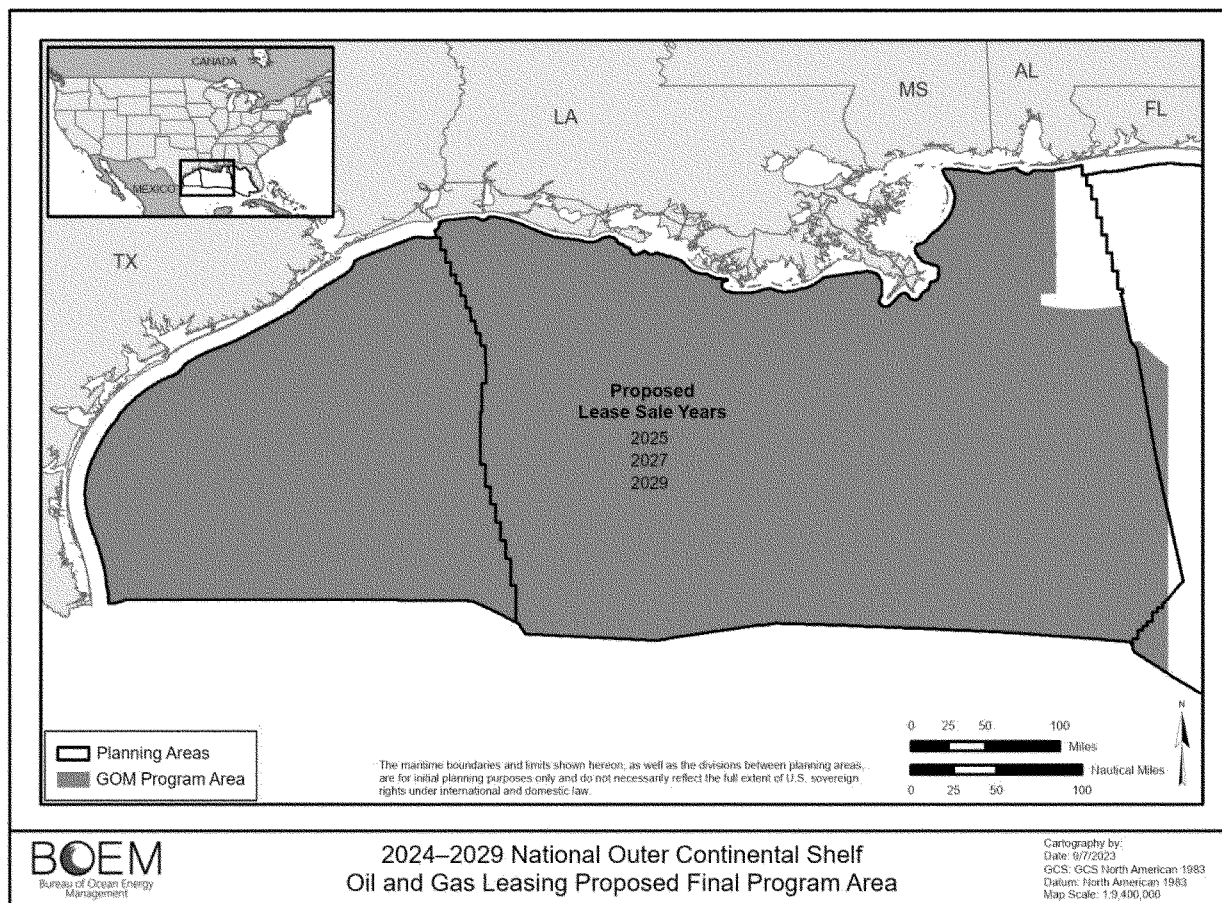 CANADA
MEXICO
TX
LA
MS
AL
FL
Proposed
Lease Sale Years
2025
2027
2029
Planning Areas
GOM Program Area
The maritime boundaries and limits shown hereon, as well as the divisions between planning areas,
are for initial planning purposes only and do not necessarily reflect the full extent of U.S. sovereign
rights under international and domestic law.
N
0 25 50 100
Miles
Nautical Miles
0 25 50 100
BOEM
Bureau of Ocean Energy
Management
2024–2029 National Outer Continental Shelf
Oil and Gas Leasing Proposed Final Program Area
Cartography by:
Date: 9/7/2023
GCS: GCS North American 1983
Datum: North American 1983
Map Scale: 1:9,400,000